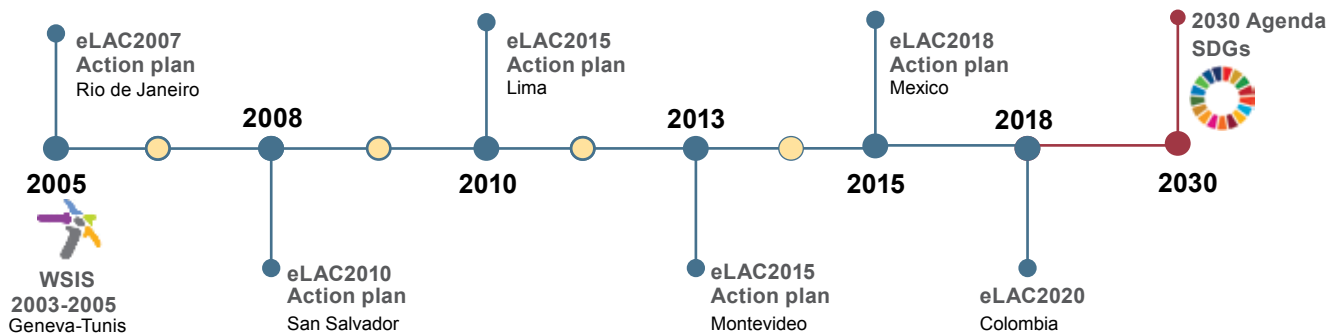 eLAC2007
Action plan
Rio de Janeiro
eLAC2015
Action plan
Lima
eLAC2018
Action plan
Mexico
2030 Agenda
SDGs
2008
2013
2018
2005
2010
2015
2030
WSIS
2003-2005
Geneva-Tunis
eLAC2010
Action plan
San Salvador
eLAC2015
Action plan
Montevideo
eLAC2020
Colombia